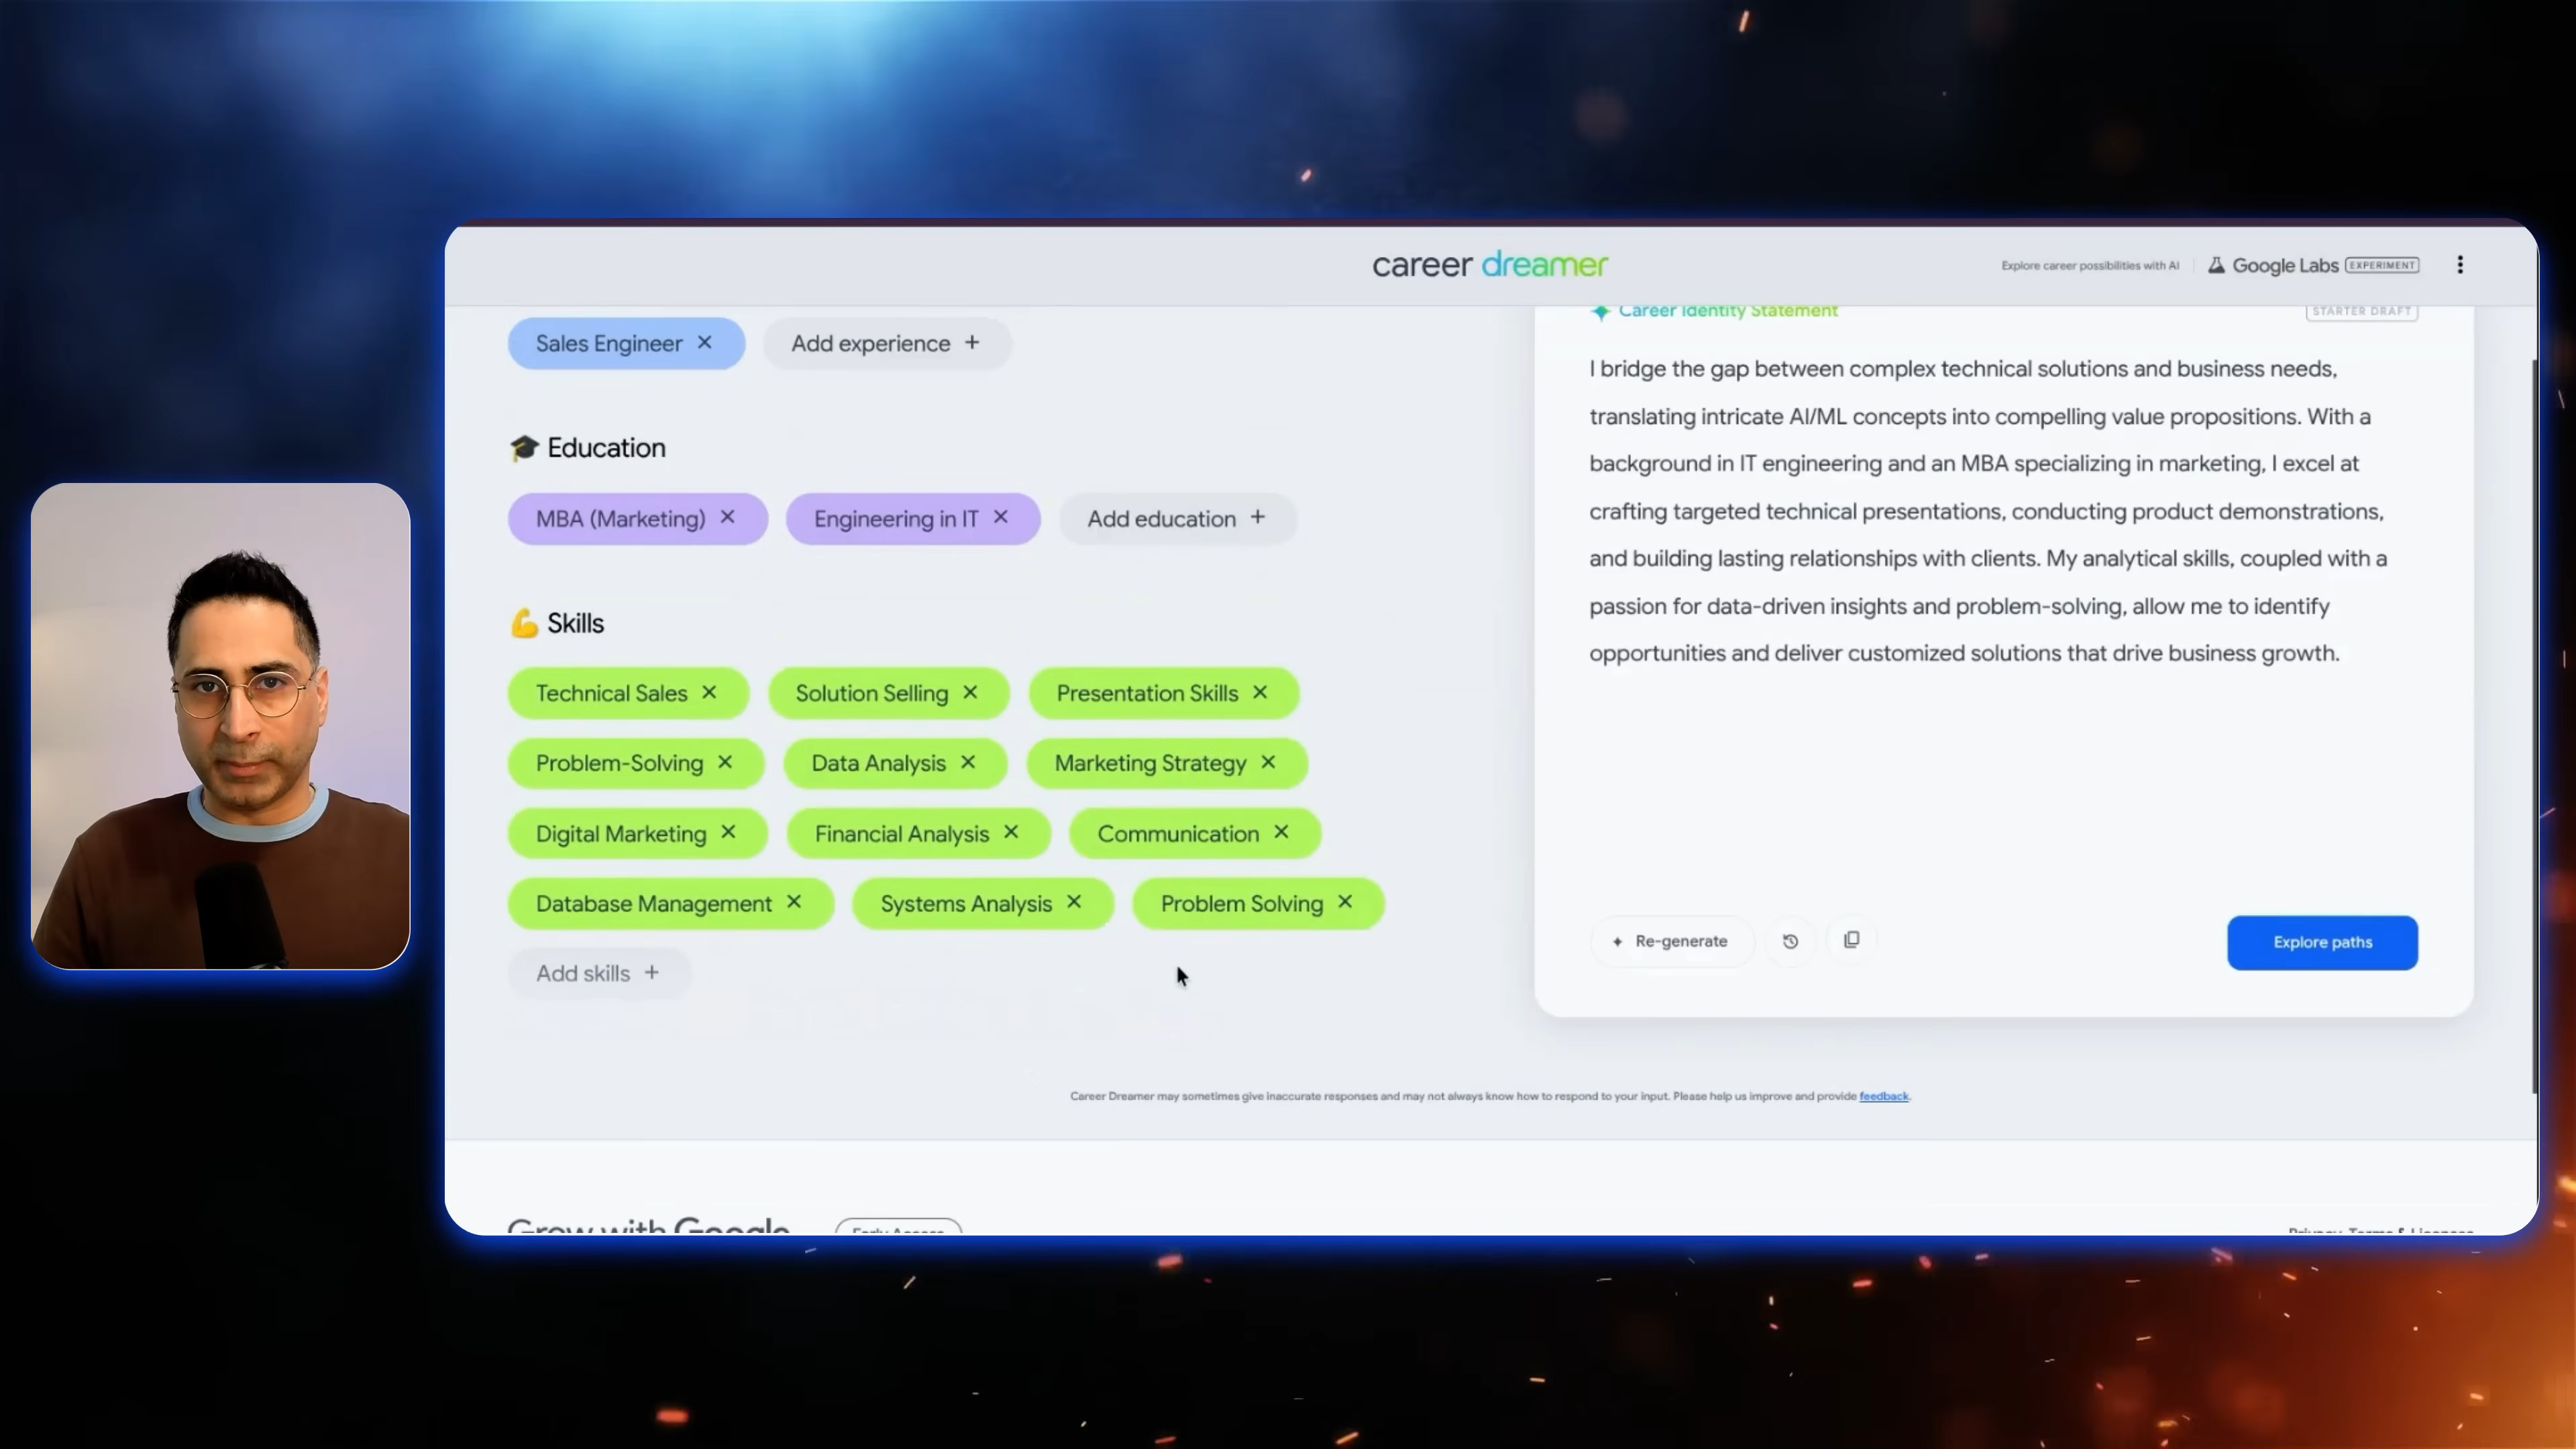 career dreamer
Explore career possibilities with AI
Google Labs EXPERIMENT
Sales Engineer ×
Add experience +
🎓 Education
MBA (Marketing) ×
Engineering in IT ×
Add education +
💪 Skills
Technical Sales ×
Solution Selling ×
Presentation Skills ×
Problem-Solving ×
Data Analysis ×
Marketing Strategy ×
Digital Marketing ×
Financial Analysis ×
Communication ×
Database Management ×
Systems Analysis ×
Problem Solving ×
Add skills +
Career Identity Statement
STARTER DRAFT
I bridge the gap between complex technical solutions and business needs,
translating intricate AI/ML concepts into compelling value propositions. With a
background in IT engineering and an MBA specializing in marketing, I excel at
crafting targeted technical presentations, conducting product demonstrations,
and building lasting relationships with clients. My analytical skills, coupled with a
passion for data-driven insights and problem-solving, allow me to identify
opportunities and deliver customized solutions that drive business growth.
Re-generate
Explore paths
Career Dreamer may sometimes give inaccurate responses and may not always know how to respond to your input. Please help us improve and provide feedback.
Grow with Google
Early Access
Privacy, Terms & Licenses